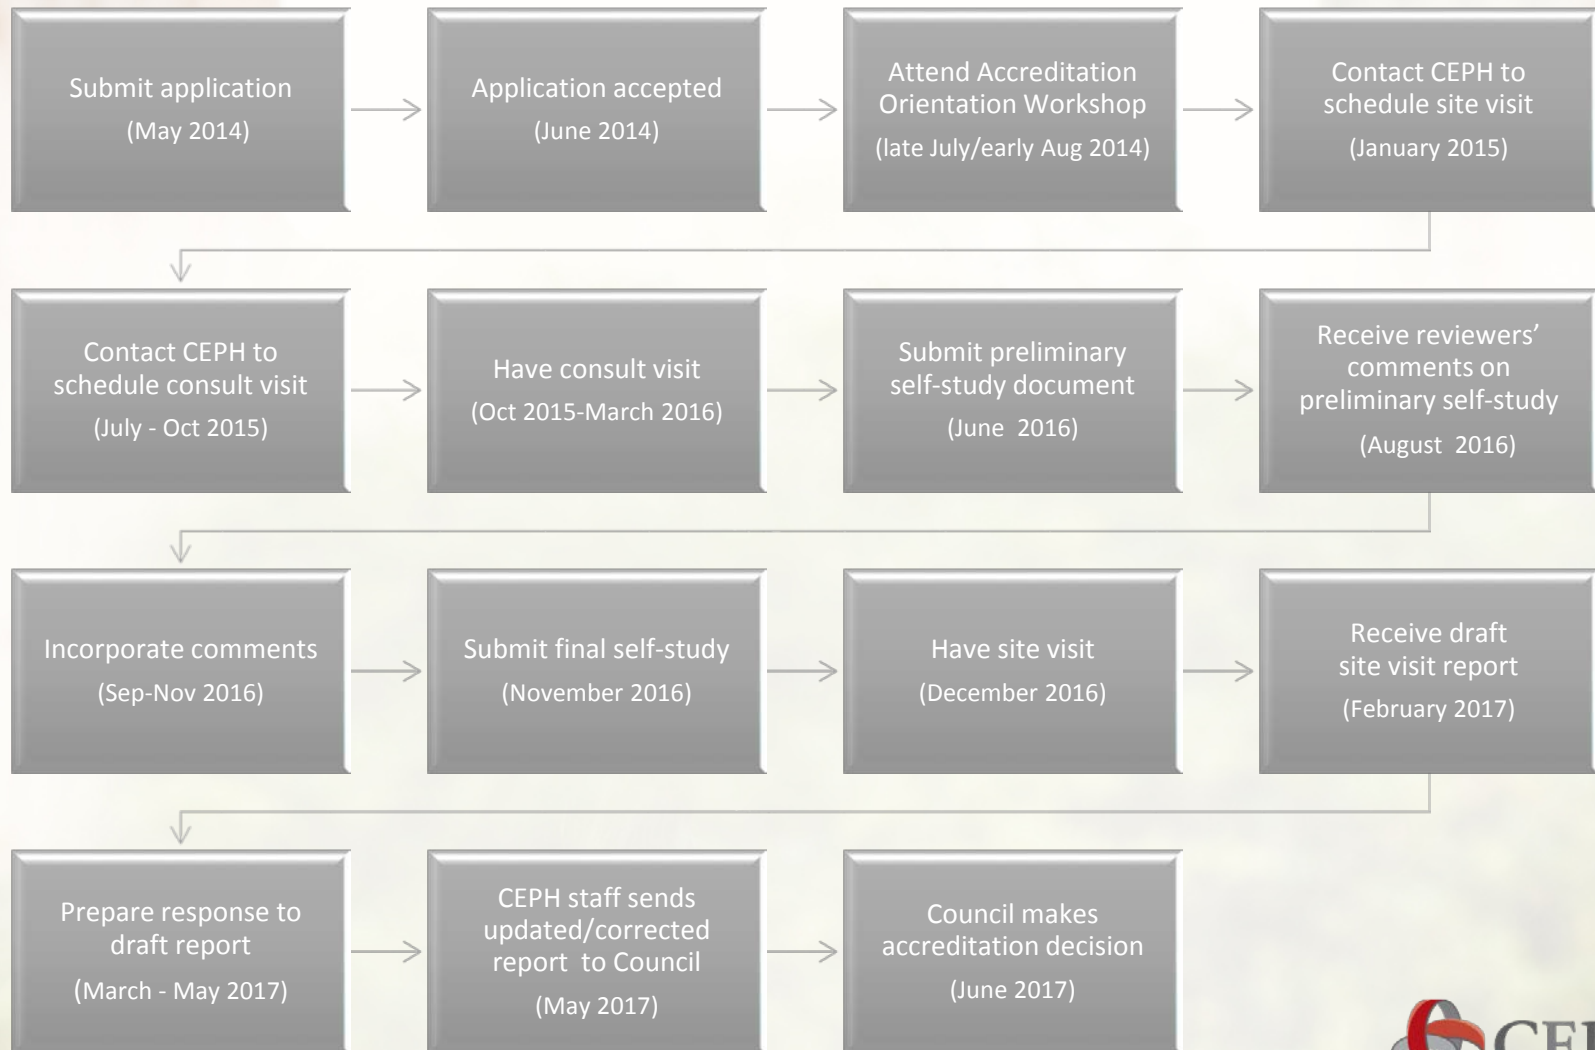 Submit application
(May 2014)
Application accepted
(June 2014)
Attend Accreditation
Orientation Workshop
(late July/early Aug 2014)
Contact CEPH to
schedule site visit
(January 2015)
Contact CEPH to
schedule consult visit
(July - Oct 2015)
Have consult visit
(Oct 2015-March 2016)
Submit preliminary
self-study document
(June  2016)
Receive reviewers’
comments on
preliminary self-study
(August  2016)
Incorporate comments
(Sep-Nov 2016)
Submit final self-study
(November 2016)
Have site visit
(December 2016)
Receive draft
site visit report
(February 2017)
Prepare response to
draft report
(March - May 2017)
CEPH staff sends
updated/corrected
report  to Council
(May 2017)
Council makes
accreditation decision
(June 2017)